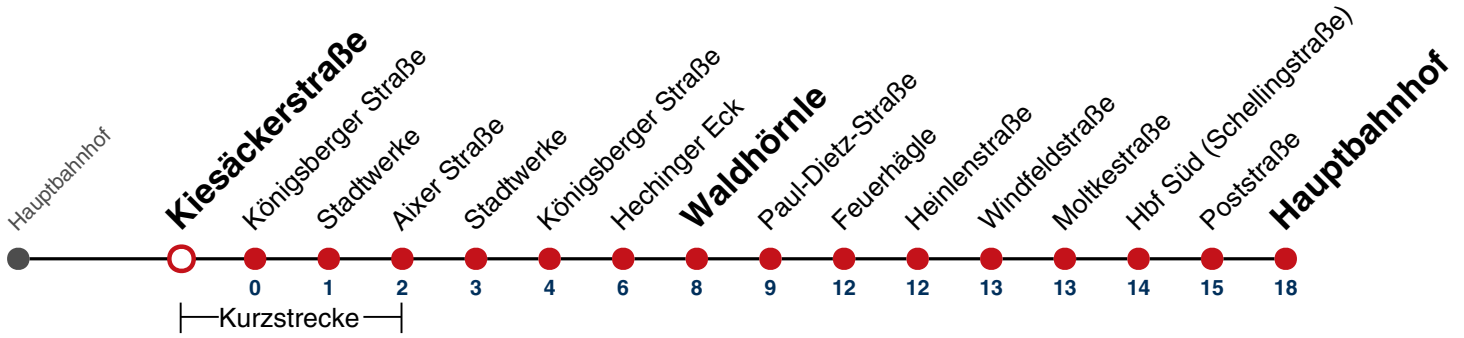 Hauptbahnhof
Kiesäckerstraße
Königsberger Straße
Stadtwerke
Aixer Straße
Stadtwerke
Königsberger Straße
Hechinger Eck
Waldhörnle
Paul-Dietz-Straße
Feuerhägle
Heinlenstraße
Windfeldstraße
Moltkestraße
Hbf Süd (Schellingstraße)
Poststraße
Hauptbahnhof
0 1 2 3 4 6 8 9 12 12 13 13 14 15 18
Kurzstrecke